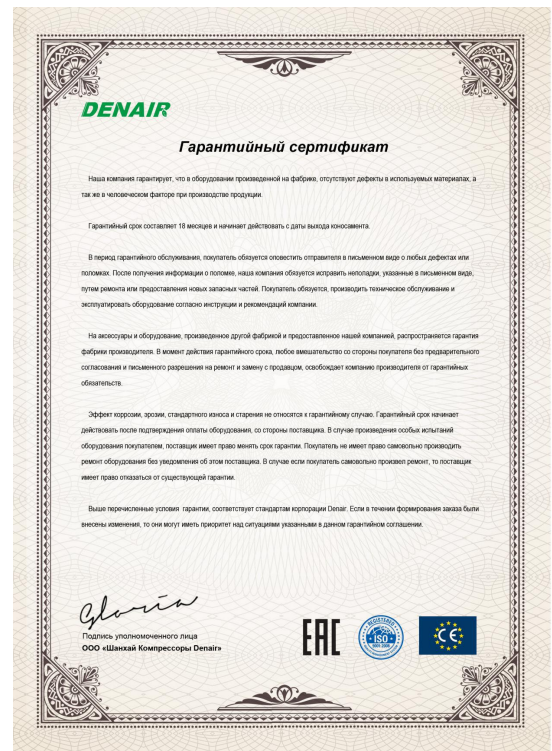 DENAIR
Гарантийный сертификат
Наша компания гарантирует, что в оборудовании произведенной на фабрике, отсутствуют дефекты в используемых материалах, а
так же в человеческом факторе при производстве продукции.
Гарантийный срок составляет 18 месяцев и начинает действовать с даты выхода коносамента.
В период гарантийного обслуживания, покупатель обязуется оповестить отправителя в письменном виде о любых дефектах или
поломках. После получения информации о поломке, наша компания обязуется исправить неполадки, указанные в письменном виде,
путем ремонта или предоставления новых запасных частей. Покупатель обязуется, производить техническое обслуживание и
эксплуатировать оборудование согласно инструкции и рекомендаций компании.
На аксессуары и оборудование, произведенное другой фабрикой и предоставленное нашей компанией, распространяется гарантия
фабрики производителя. В момент действия гарантийного срока, любое вмешательство со стороны покупателя без предварительного
согласования и письменного разрешения на ремонт и замену с продавцом, освобождает компанию производителя от гарантийных
обязательств.
Эффект коррозии, эрозии, стандартного износа и старения не относятся к гарантийному случаю. Гарантийный срок начинает
действовать после подтверждения оплаты оборудования, со стороны поставщика. В случае произведения особых испытаний
оборудования покупателем, поставщик имеет право менять срок гарантии. Покупатель не имеет право самовольно производить
ремонт оборудования без уведомления об этом поставщика. В случае если покупатель самовольно произвел ремонт, то поставщик
имеет право отказаться от существующей гарантии.
Выше перечисленные условия гарантии, соответствует стандартам корпорации Denair. Если в течении формирования заказа были
внесены изменения, то они могут иметь приоритет над ситуациями указанными в данном гарантийном соглашении.
Gloria
Подпись уполномоченного лица
ООО «Шанхай Компрессоры Denair»
EAC
REGISTERED
ISO
9001:2008
CE